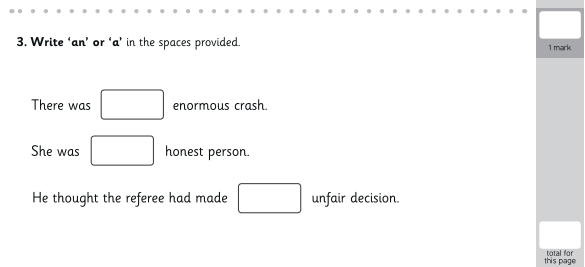 3. Write ‘an’ or ‘a’ in the spaces provided.
1 mark
There was enormous crash.
She was honest person.
He thought the referee had made unfair decision.
total for
this page